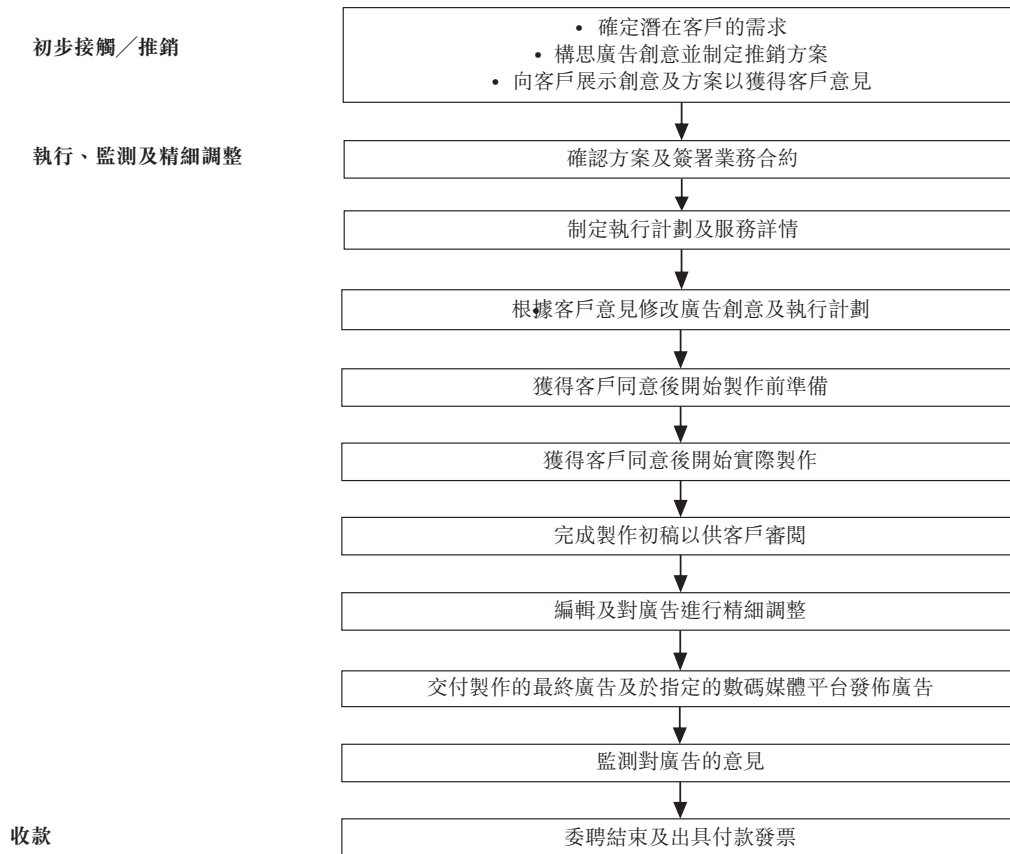 初步接觸╱推銷
• 確定潛在客戶的需求
• 構思廣告創意並制定推銷方案
• 向客戶展示創意及方案以獲得客戶意見
執行、監測及精細調整
確認方案及簽署業務合約
制定執行計劃及服務詳情
根據客戶意見修改廣告創意及執行計劃
獲得客戶同意後開始製作前準備
獲得客戶同意後開始實際製作
完成製作初稿以供客戶審閱
編輯及對廣告進行精細調整
交付製作的最終廣告及於指定的數碼媒體平台發佈廣告
監測對廣告的意見
收款
委聘結束及出具付款發票